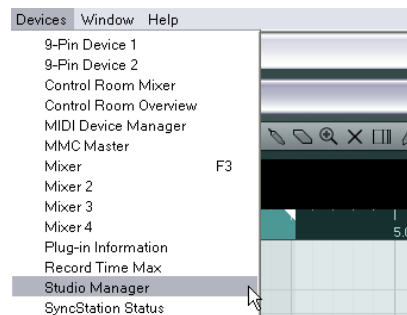 Devices Window Help
9-Pin Device 1
9-Pin Device 2
Control Room Mixer
Control Room Overview
MIDI Device Manager
MMC Master
Mixer F3
Mixer 2
Mixer 3
Mixer 4
Plug-in Information
Record Time Max
Studio Manager
SyncStation Status
5.0